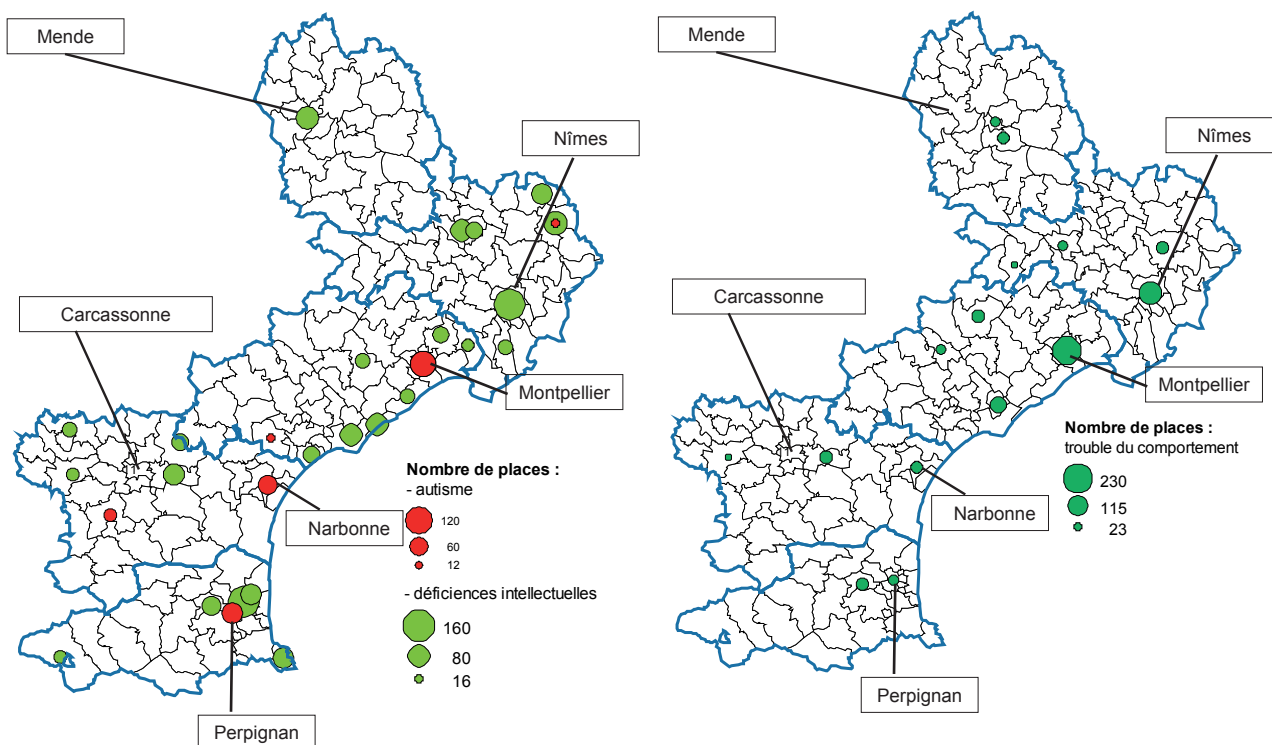 Mende
Nîmes
Carcassonne
Montpellier
Nombre de places :
- autisme
120
60
12
Narbonne
- déficiences intellectuelles
160
80
16
Perpignan
Mende
Nîmes
Carcassonne
Montpellier
Nombre de places :
trouble du comportement
230
115
23
Narbonne
Perpignan